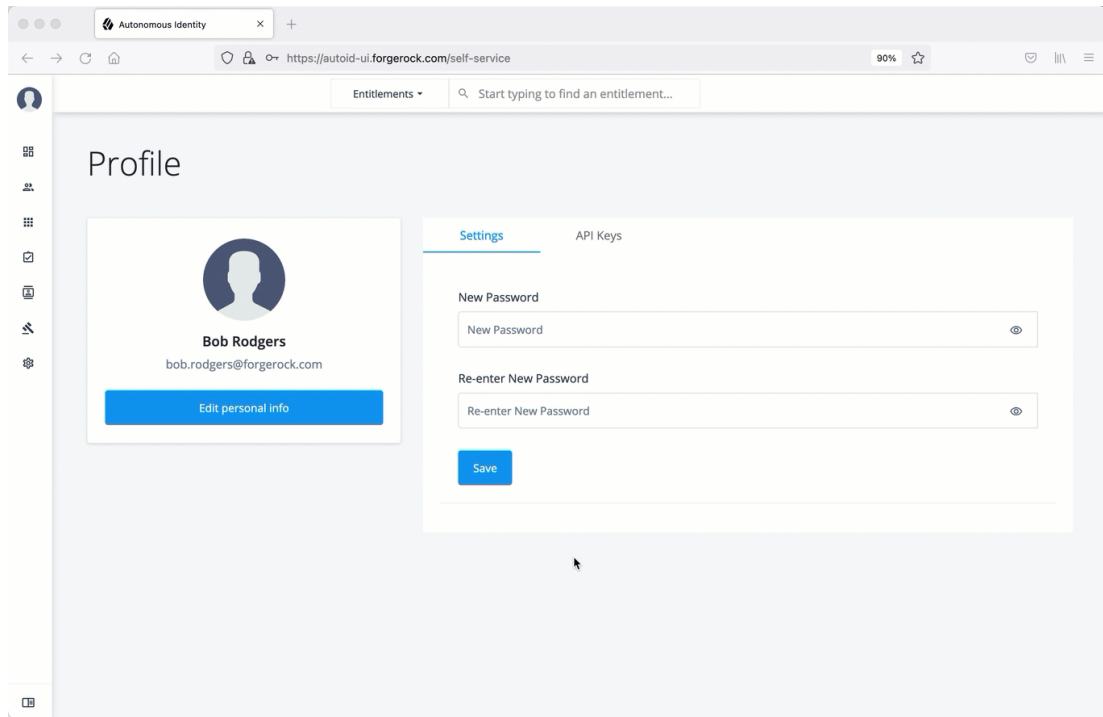 Autonomous Identity
https://autoid-ui.forgerock.com/self-service
90%
Entitlements
Start typing to find an entitlement...
Profile
Bob Rodgers
bob.rodgers@forgerock.com
Edit personal info
Settings
API Keys
New Password
New Password
Re-enter New Password
Re-enter New Password
Save